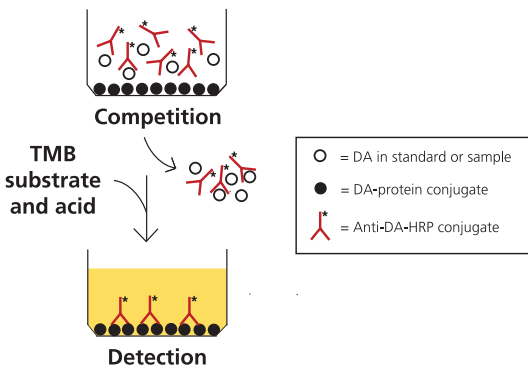 Competition
TMB
substrate
and acid
= DA in standard or sample
= DA-protein conjugate
* = Anti-DA-HRP conjugate
Detection